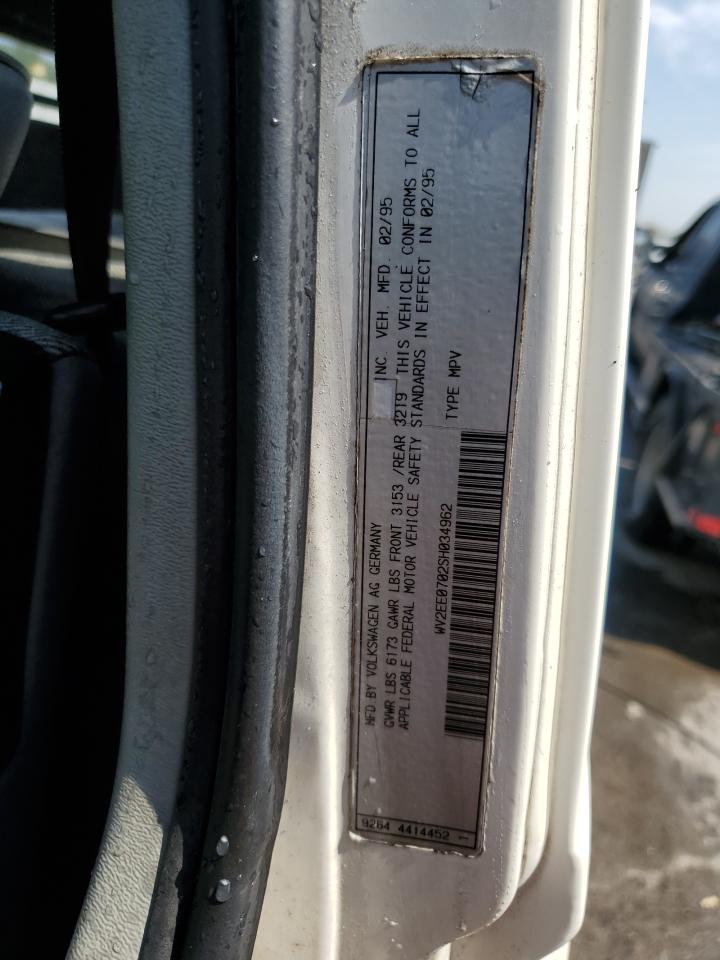 MFD BY VOLKSWAGEN AG GERMANY INC. VEH. MFD. 02/95
GVWR LBS 6173 GAWR LBS FRONT 3153 /REAR 3219 THIS VEHICLE CONFORMS TO ALL
APPLICABLE FEDERAL MOTOR VEHICLE SAFETY STANDARDS IN EFFECT IN 02/95
WV2EE0702SH034962 TYPE MPV
9264 4414452